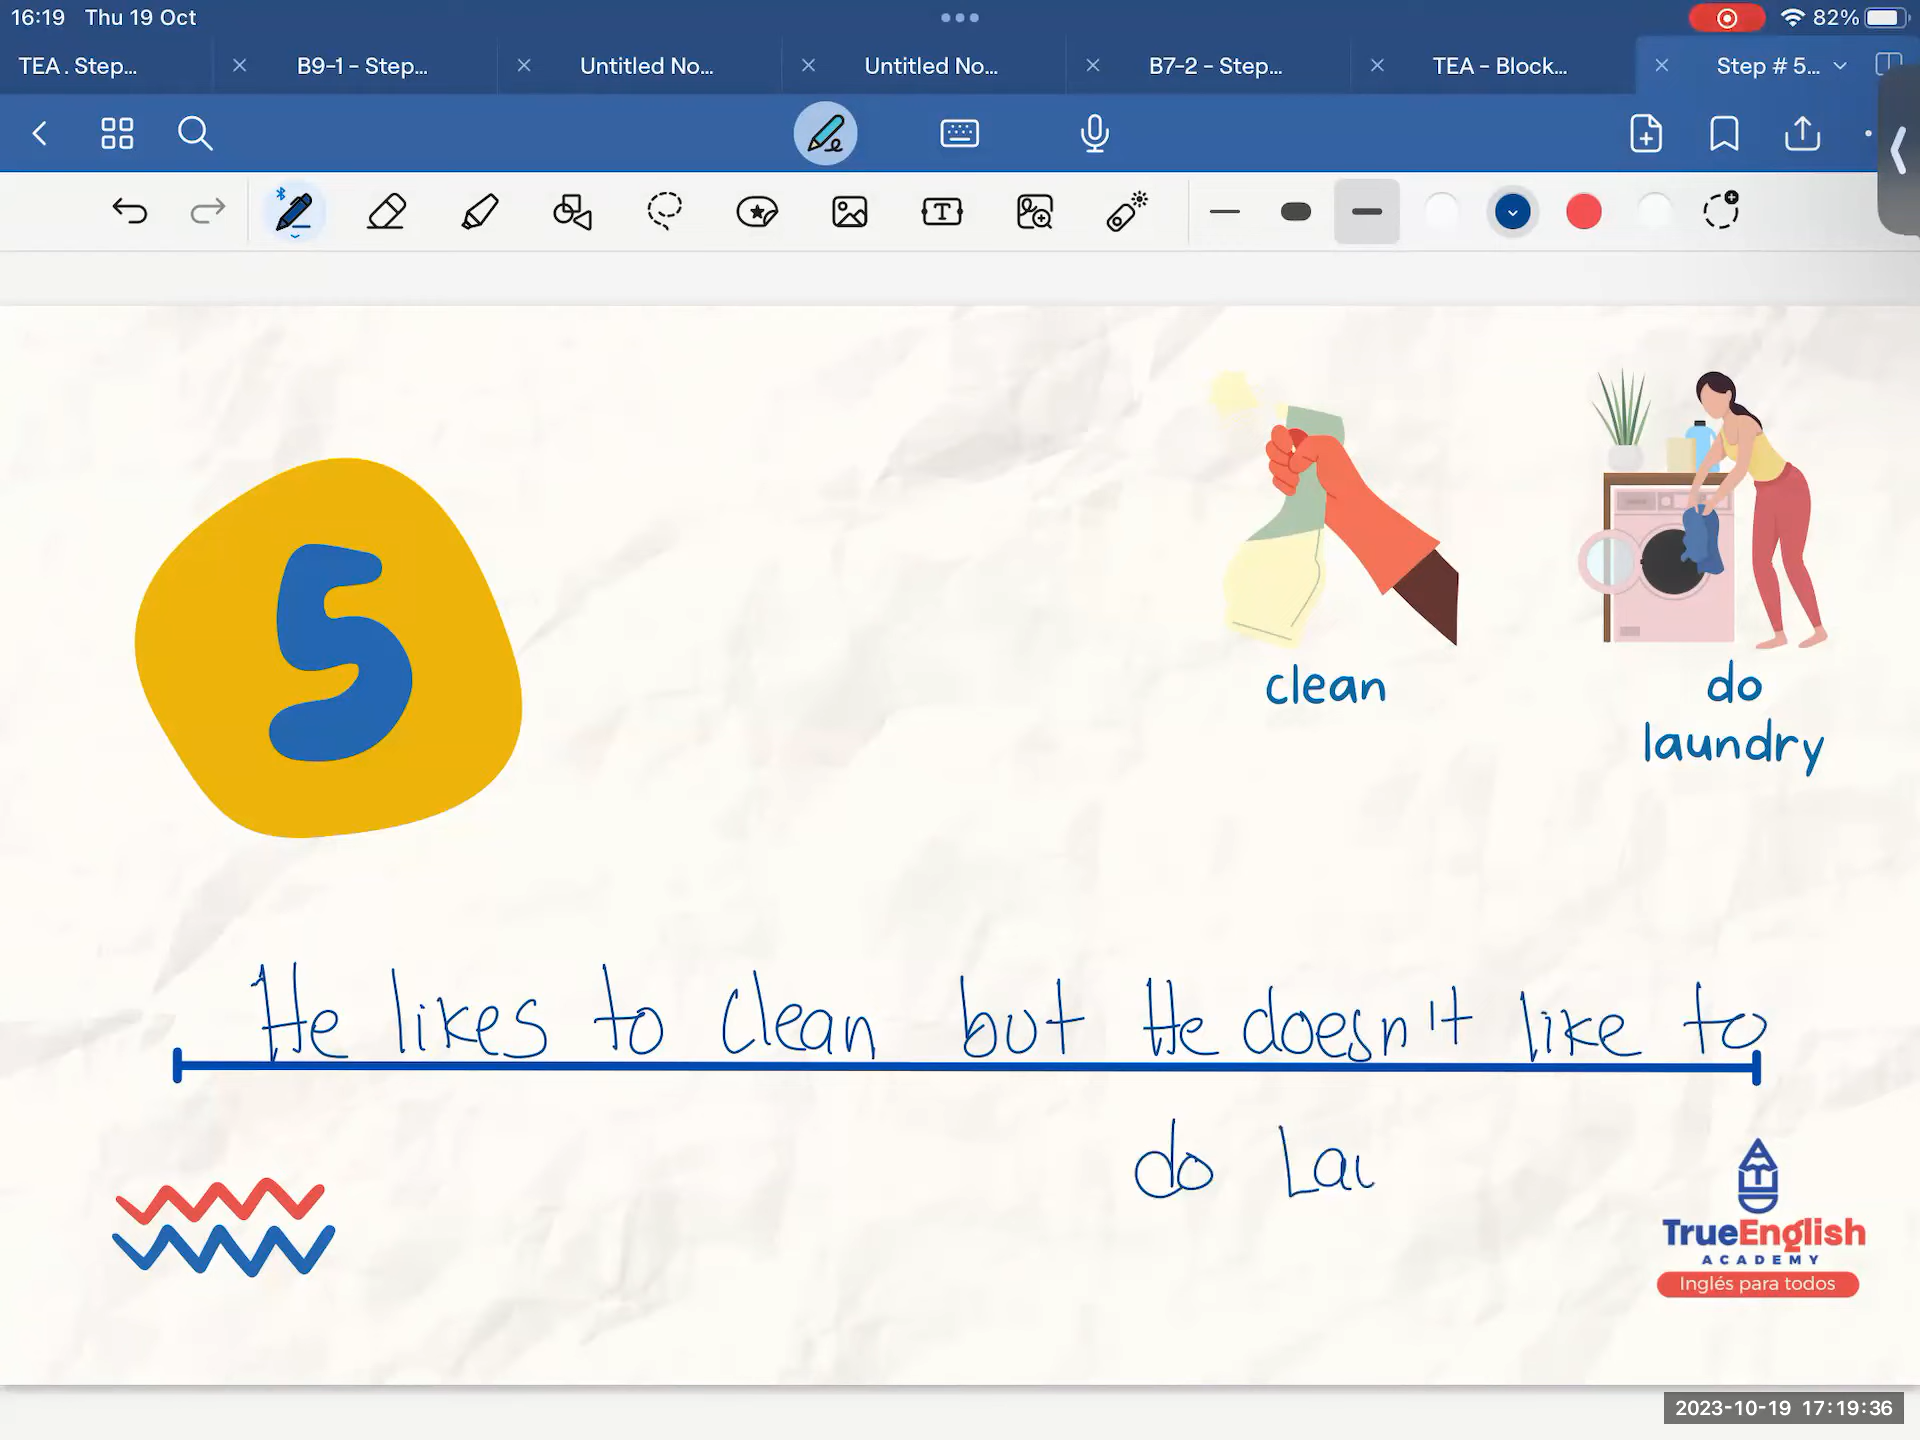 16:19 Thu 19 Oct
82%
TEA . Step...
B9-1 - Step...
Untitled No...
Untitled No...
B7-2 - Step...
TEA - Block...
Step # 5...
5
clean
do
laundry
He likes to clean but He doesn't like to
do Lau
TrueEnglish
ACADEMY
Inglés para todos
2023-10-19 17:19:36